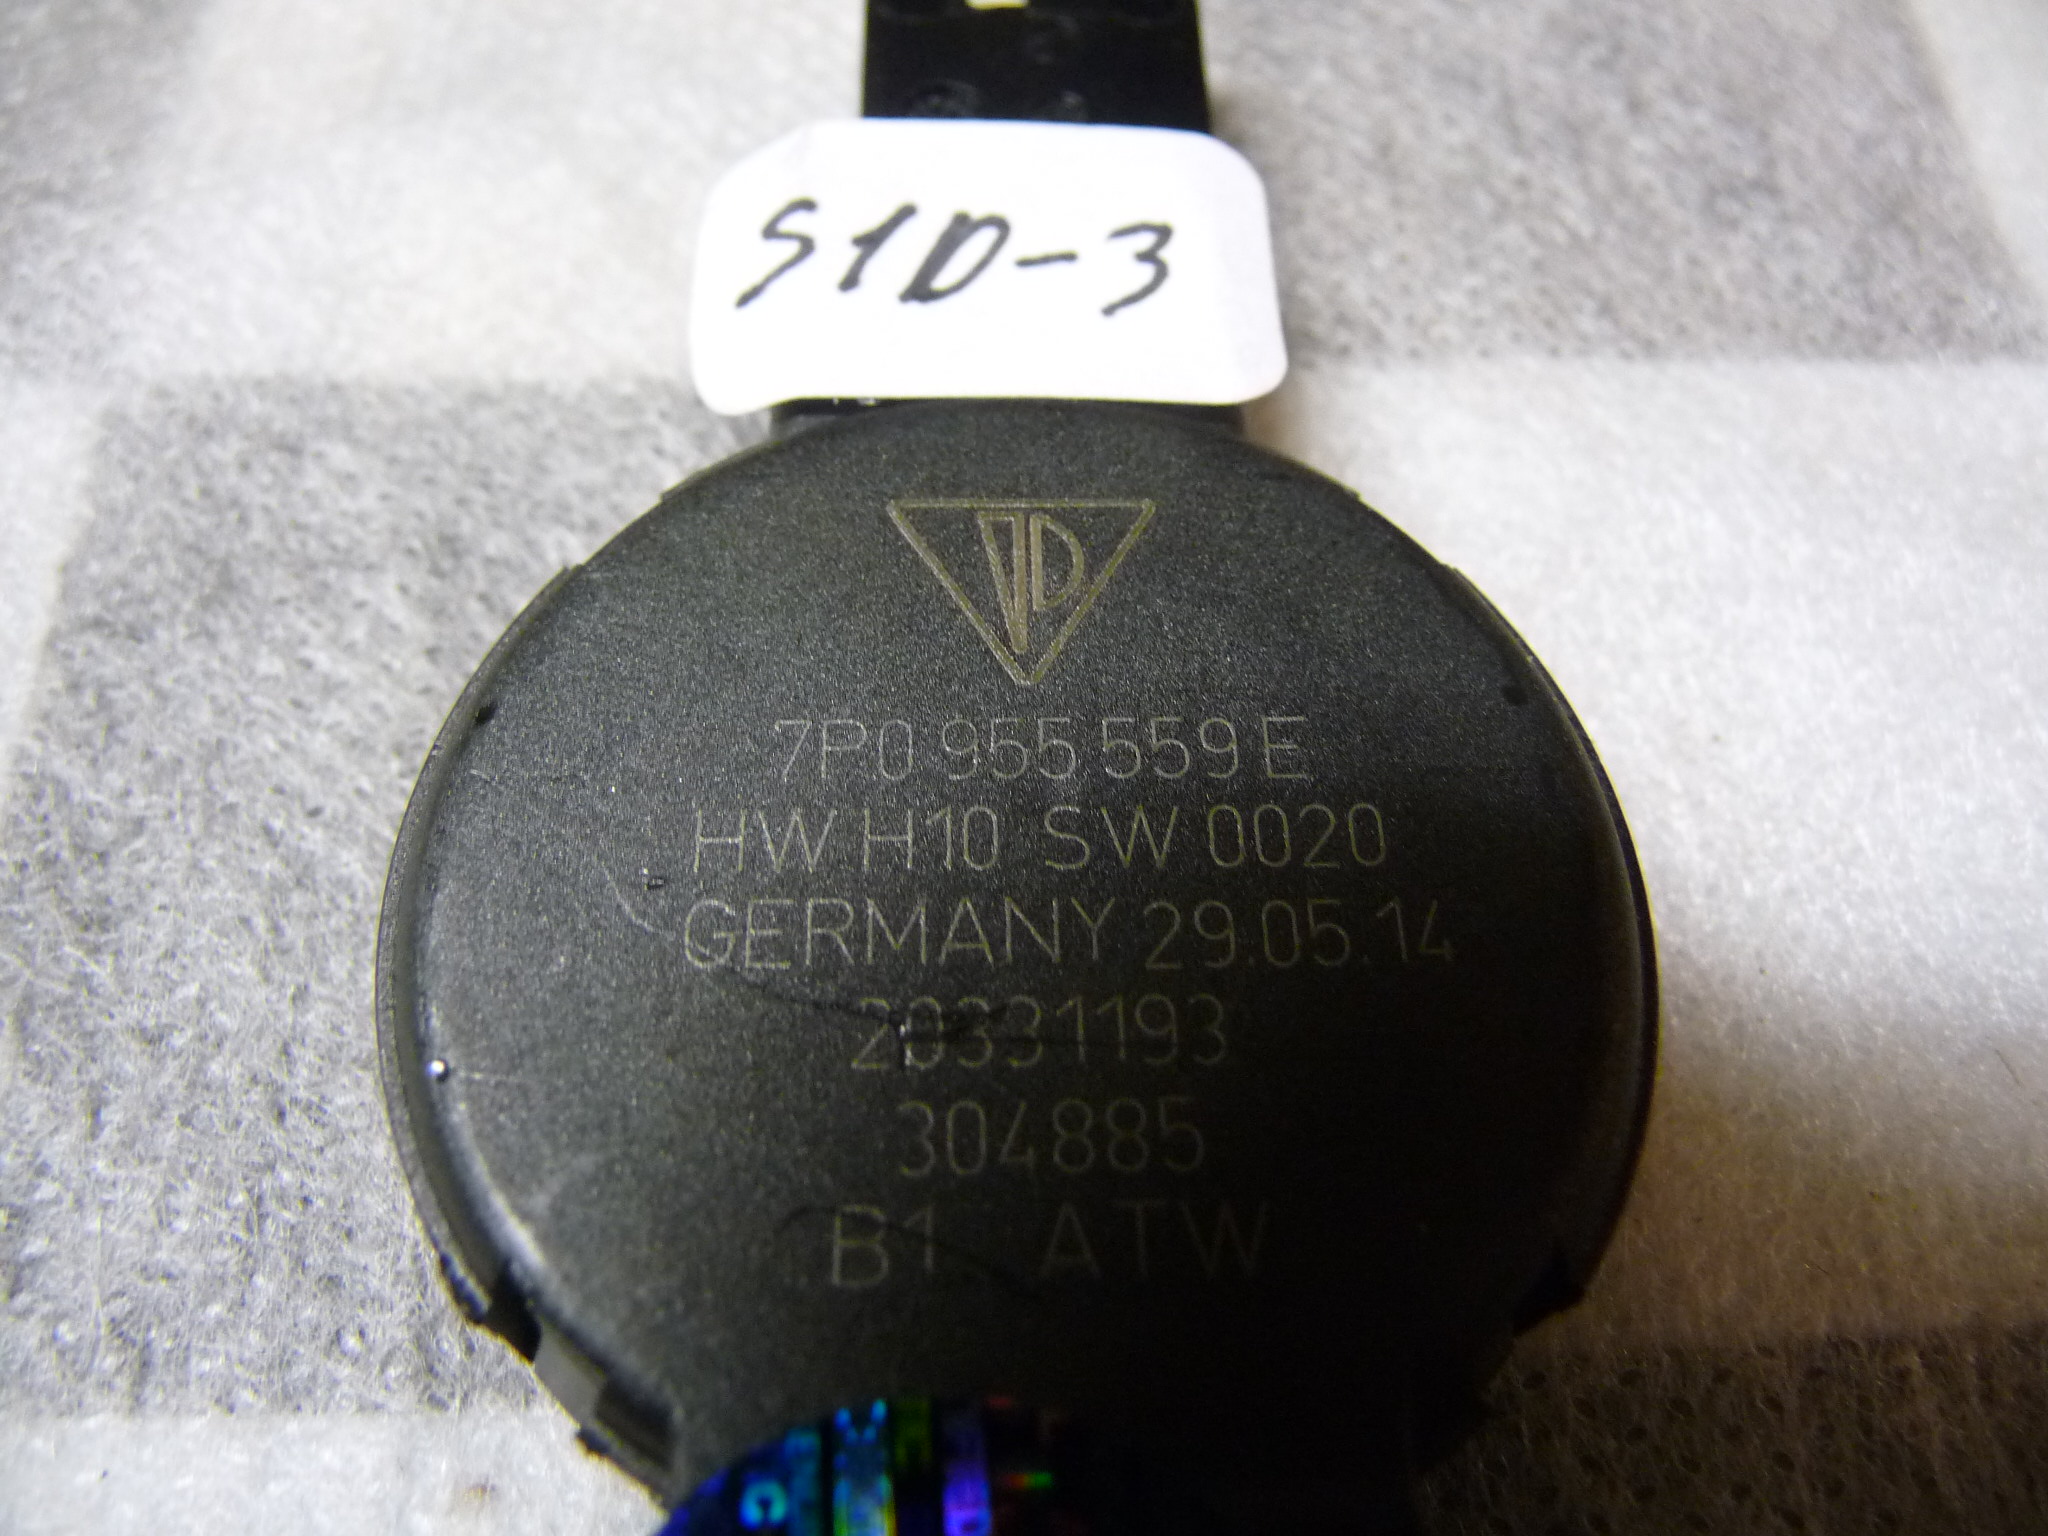 S1D-3
7P0 955 559 E
HW H10 SW 0020
GERMANY 29.05.14
20331193
304885
B1 ATW